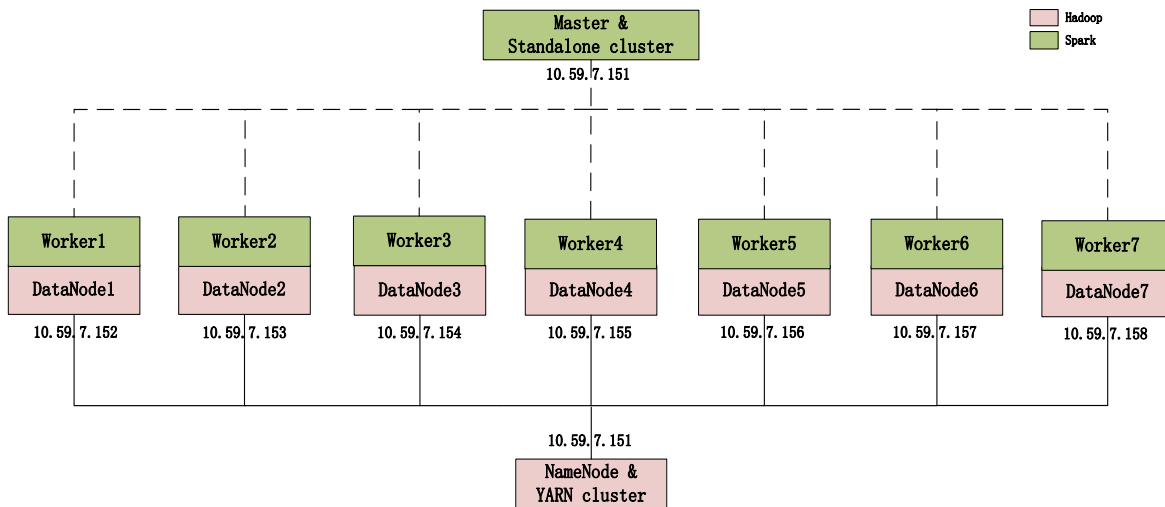 Master &
Standalone cluster
10.59.7.151
Hadoop
Spark
Worker1
Worker2
Worker3
Worker4
Worker5
Worker6
Worker7
DataNode1
DataNode2
DataNode3
DataNode4
DataNode5
DataNode6
DataNode7
10.59.7.152
10.59.7.153
10.59.7.154
10.59.7.155
10.59.7.156
10.59.7.157
10.59.7.158
10.59.7.151
NameNode &
YARN cluster